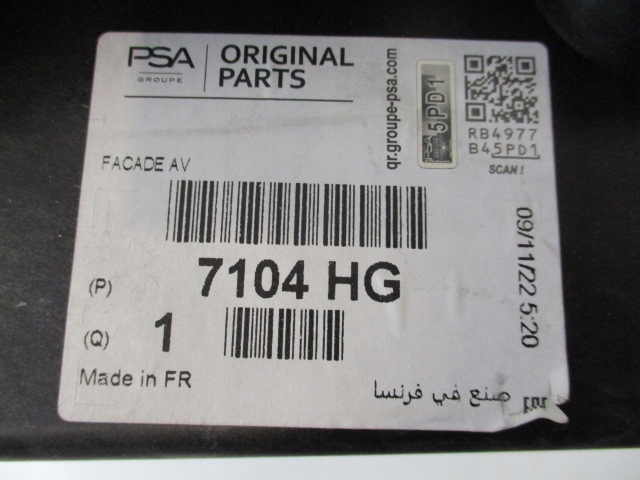 PSA
GROUPE
ORIGINAL
PARTS
qr.groupe-psa.com
5PD1
PSA
RB4977
B45PD1
SCAN!
FACADE AV
(P) 7104 HG
(Q) 1
09/11/22 5:20
Made in FR
صنع في فرنسا